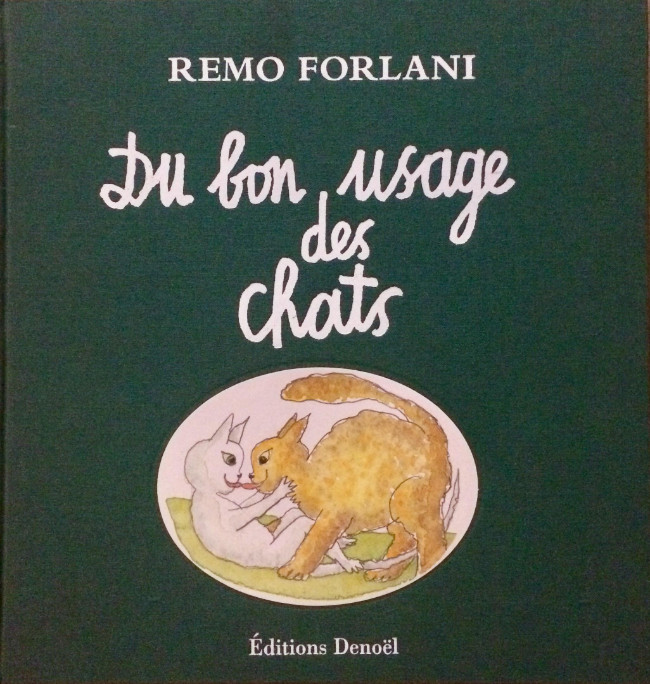 REMO FORLANI
Du bon usage
des
chats
Éditions Denoël